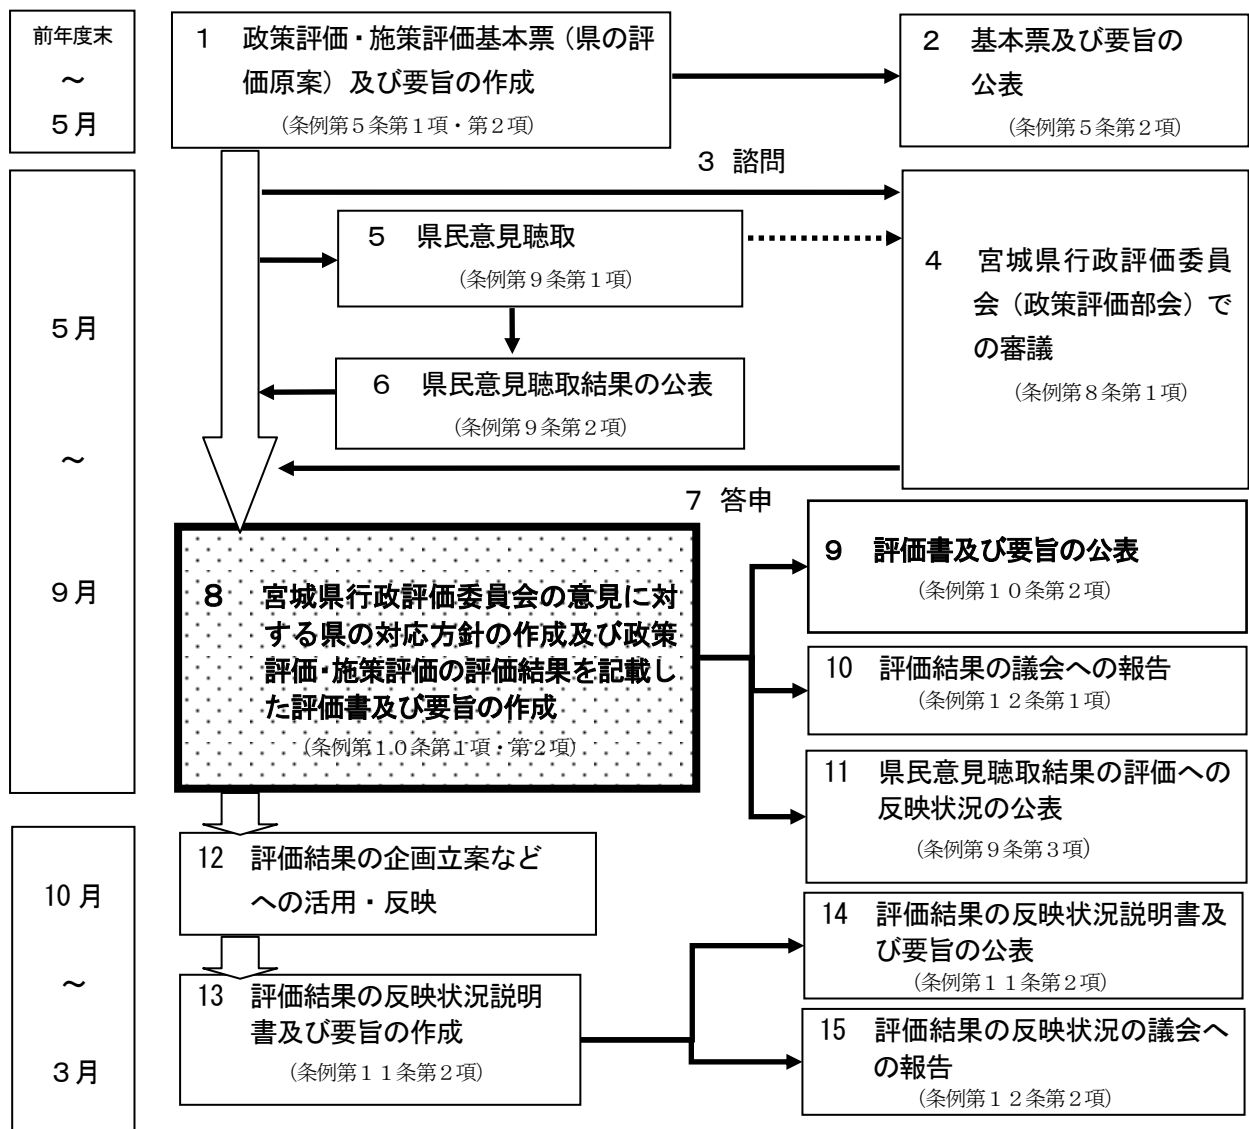 前年度末
～
５月
１　政策評価・施策評価基本票（県の評
価原案）及び要旨の作成
（条例第５条第１項・第２項）
２　基本票及び要旨の
公表
（条例第５条第２項）
３　諮問
５月
～
９月
５　県民意見聴取
（条例第９条第１項）
４　宮城県行政評価委員
会（政策評価部会）で
の審議
（条例第８条第１項）
６　県民意見聴取結果の公表
（条例第９条第２項）
７　答申
８　宮城県行政評価委員会の意見に対
する県の対応方針の作成及び政策
評価・施策評価の評価結果を記載し
た評価書及び要旨の作成
（条例第１０条第１項・第２項）
９　評価書及び要旨の公表
（条例第１０条第２項）
10　評価結果の議会への報告
（条例第１２条第１項）
11　県民意見聴取結果の評価への
反映状況の公表
（条例第９条第３項）
10月
～
３月
12　評価結果の企画立案など
への活用・反映
13　評価結果の反映状況説明
書及び要旨の作成
（条例第１１条第２項）
14　評価結果の反映状況説明書及
び要旨の公表
（条例第１１条第２項）
15　評価結果の反映状況の議会へ
の報告
（条例第１２条第２項）